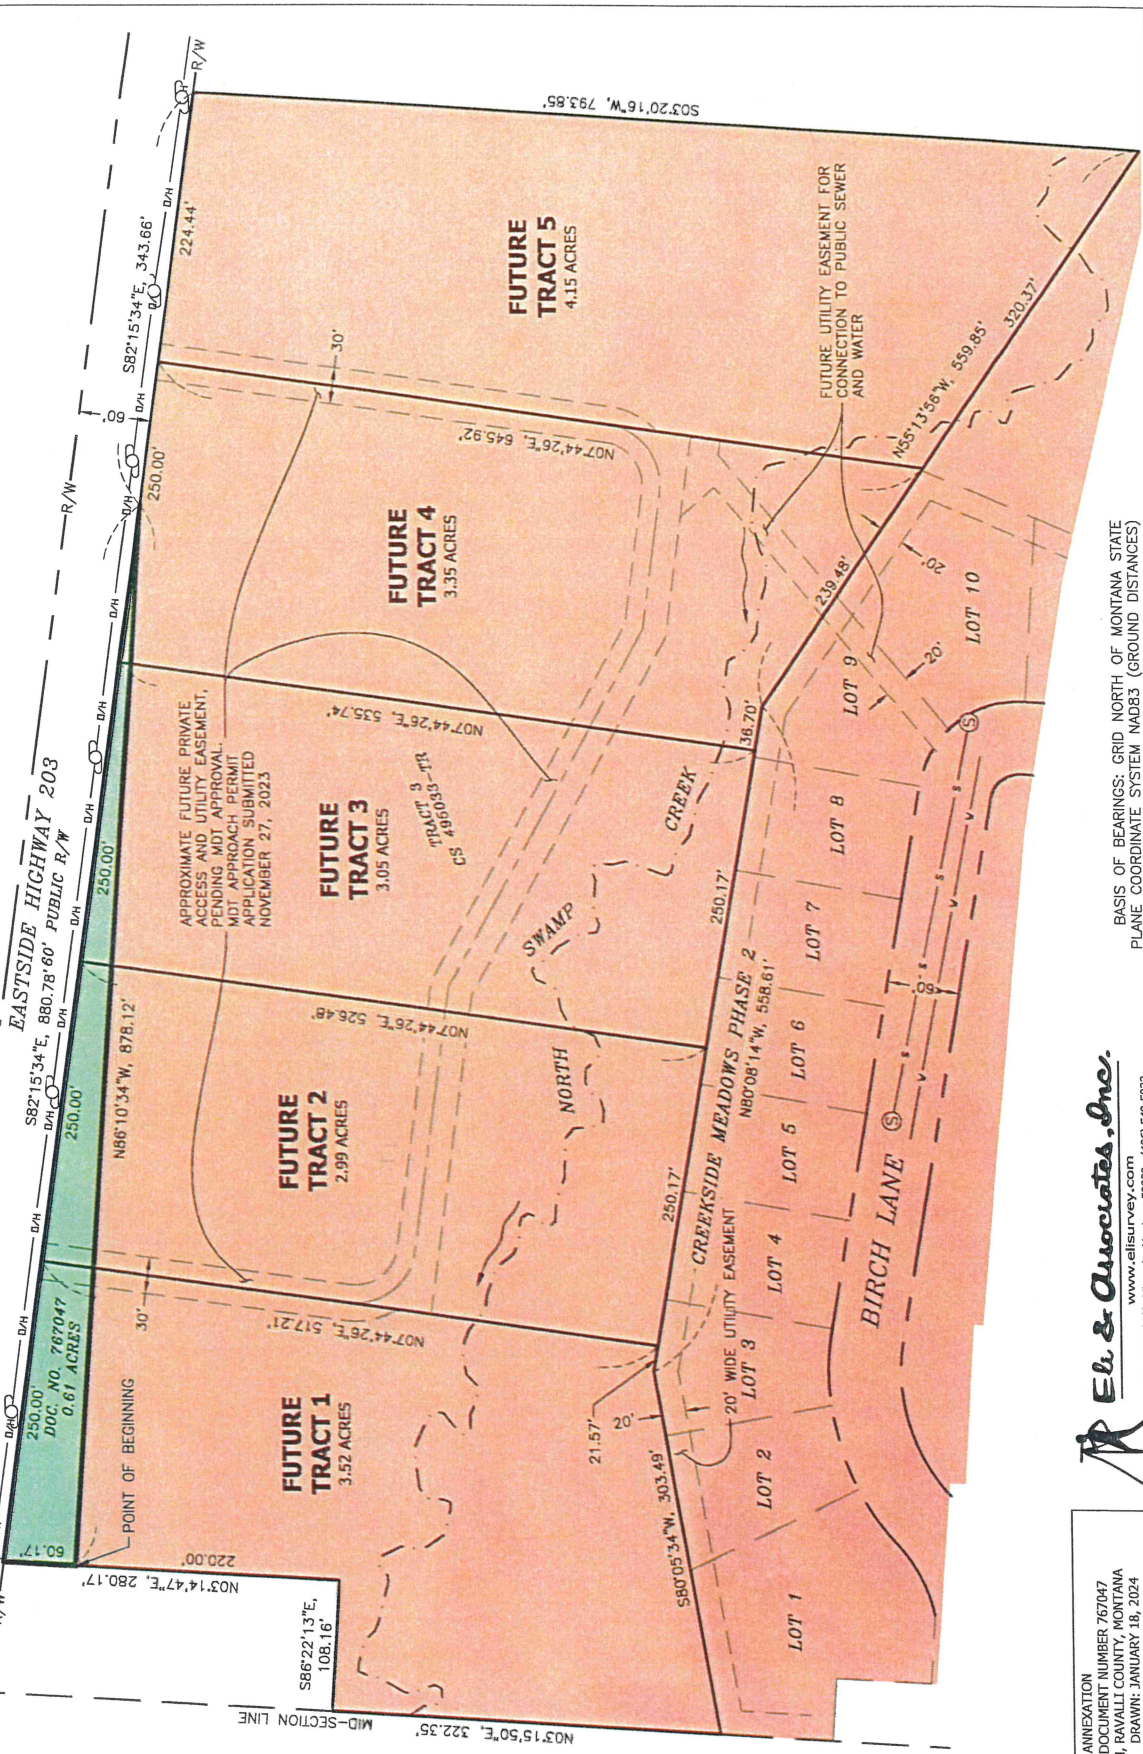 EASTSIDE HIGHWAY 203
S82°15'34"E, 880.78'
60' PUBLIC R/W
S82°15'34"E, 343.66'
R/W
R/W
60'
250.00'
250.00'
250.00'
250.00'
224.44'
DOC. NO. 767047
0.61 ACRES
60.17'
N86°10'34"W, 878.12'
POINT OF BEGINNING
N03°14'47"E, 280.17'
220.00'
S86°22'13"E,
108.16'
MID-SECTION LINE
N03°15'50"E, 322.35'
APPROXIMATE FUTURE PRIVATE
ACCESS AND UTILITY EASEMENT,
PENDING MDT APPROVAL.
MDT APPROACH PERMIT
APPLICATION SUBMITTED
NOVEMBER 27, 2023
FUTURE
TRACT 1
3.52 ACRES
30'
N07°44'26"E, 517.21'
FUTURE
TRACT 2
2.99 ACRES
N07°44'26"E, 526.48'
FUTURE
TRACT 3
3.05 ACRES
TRACT 3
CS 495033-TR
N07°44'26"E, 535.74'
FUTURE
TRACT 4
3.35 ACRES
N07°44'26"E, 645.92'
30'
FUTURE
TRACT 5
4.15 ACRES
S03°20'16"W, 793.85'
NORTH
SWAMP
CREEK
FUTURE UTILITY EASEMENT FOR
CONNECTION TO PUBLIC SEWER
AND WATER
S80°05'34"W, 303.49'
21.57'
20'
250.17'
250.17'
36.70'
239.48'
N55°13'56"W, 559.85'
320.37'
CREEKSIDE MEADOWS PHASE 2
N80°08'14"W, 558.61'
20' WIDE UTILITY EASEMENT
20'
20'
LOT 1
LOT 2
LOT 3
LOT 4
LOT 5
LOT 6
LOT 7
LOT 8
LOT 9
LOT 10
BIRCH LANE
60'
S
S
ANNEXATION
DOCUMENT NUMBER 767047
RAVALLI COUNTY, MONTANA
DRAWN: JANUARY 18, 2024
Eli & Associates, Inc.
www.elisurvey.com
BASIS OF BEARINGS: GRID NORTH OF MONTANA STATE
PLANE COORDINATE SYSTEM NAD83 (GROUND DISTANCES)